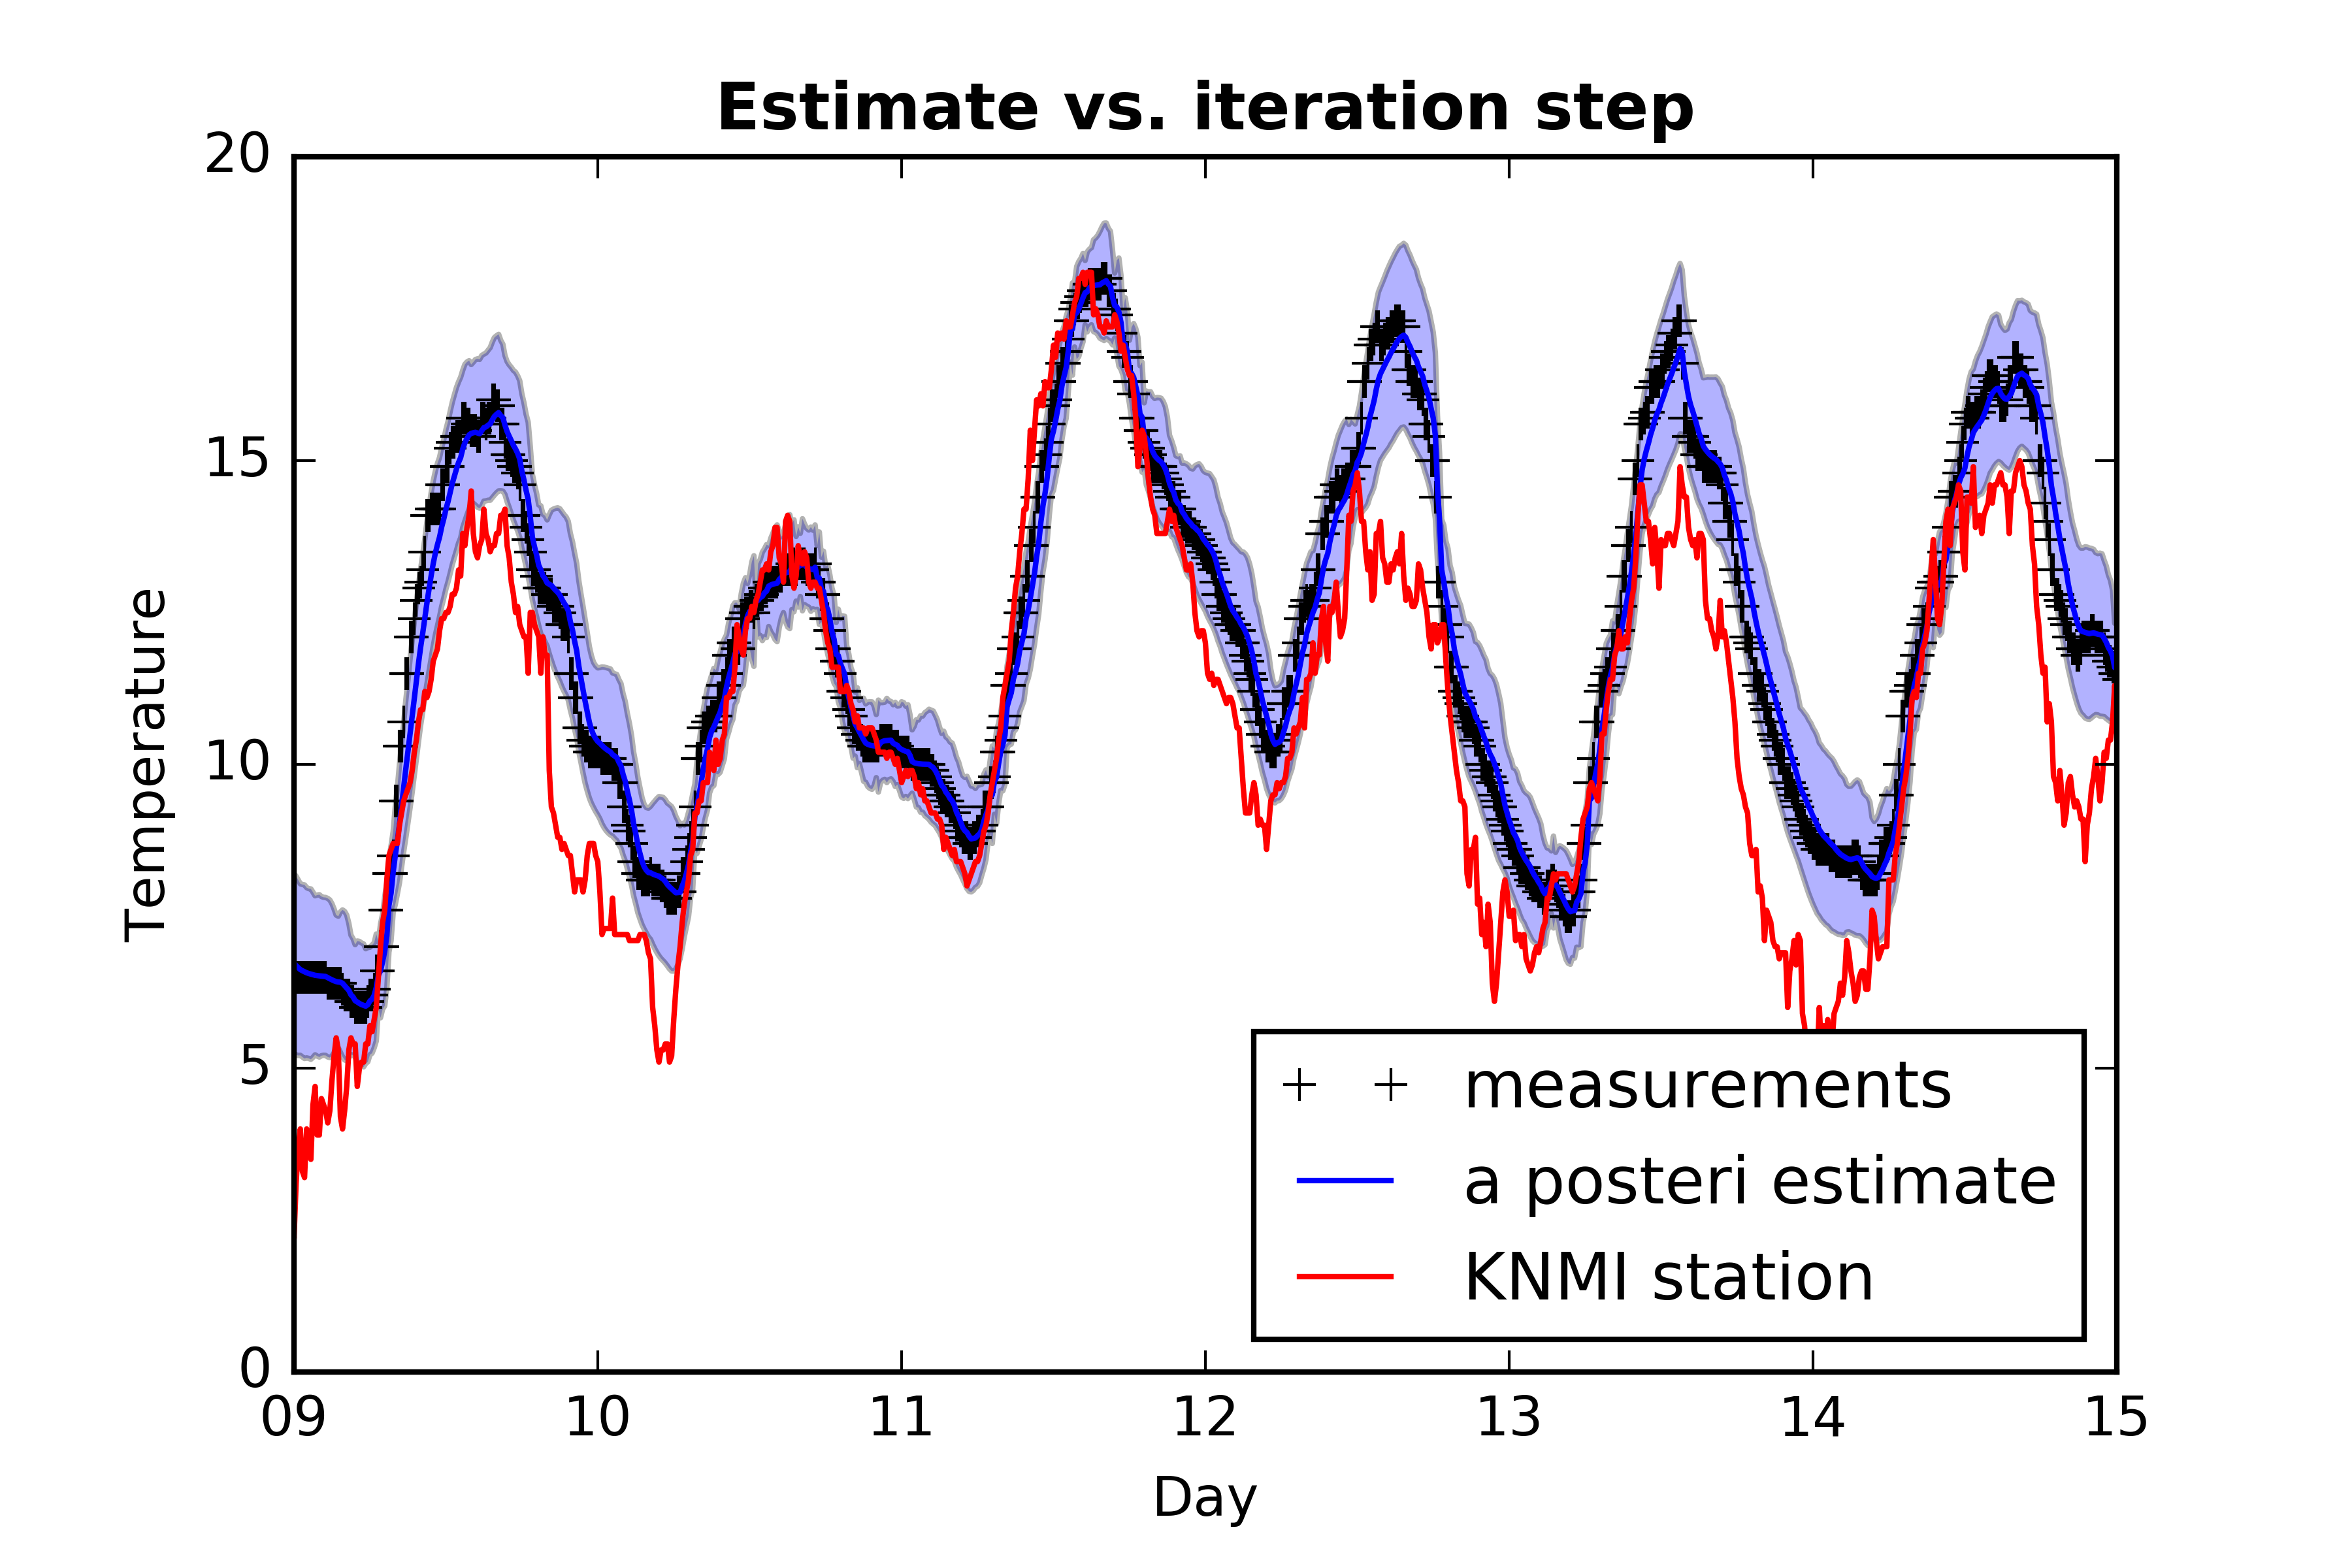 Estimate vs. iteration step
20
15
10
5
0
Temperature
09 10 11 12 13 14 15
Day
measurements
a posteri estimate
KNMI station